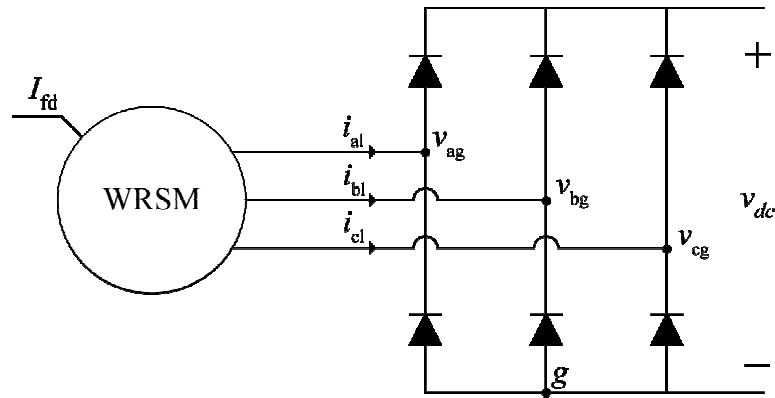 I_fd
WRSM
i_al
i_bl
i_cl
v_ag
v_bg
v_cg
+
v_dc
−
g